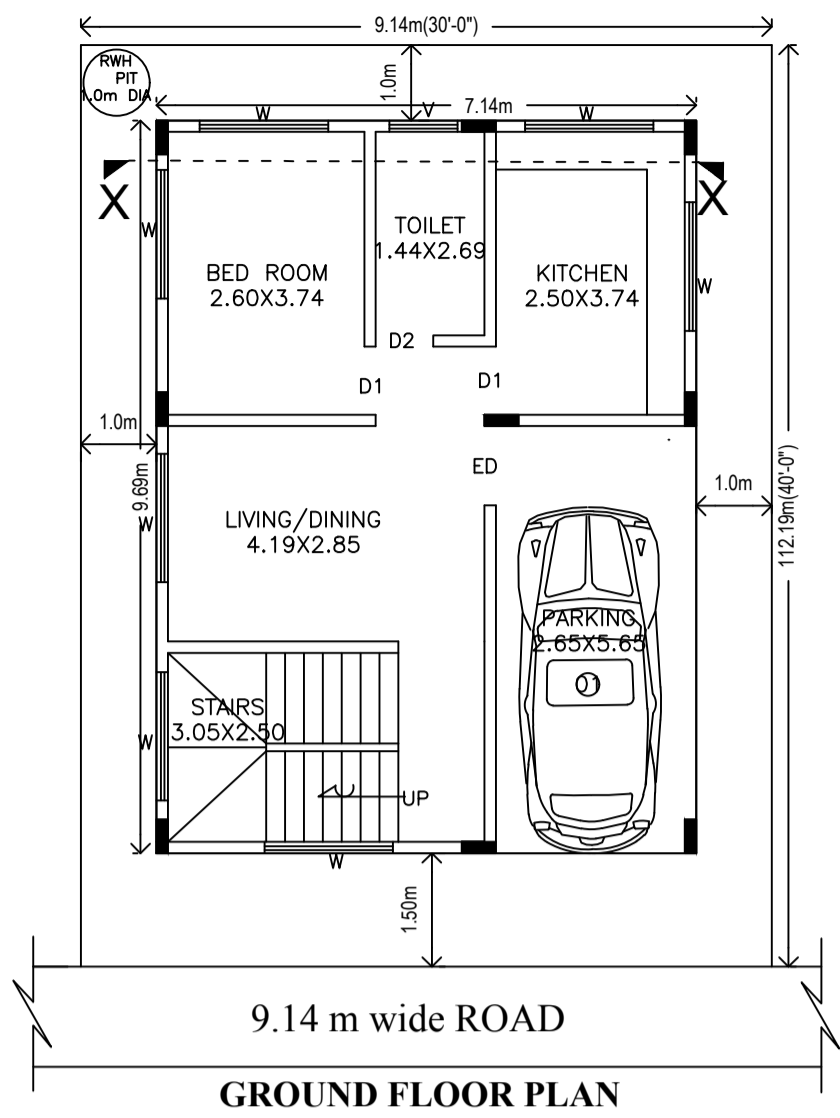 9.14m(30'-0")
RWH
PIT
1.0m DIA
1.0m
7.14m
W
V
W
X
X
TOILET
1.44X2.69
W
BED ROOM
2.60X3.74
KITCHEN
2.50X3.74
W
D2
D1
D1
1.0m
9.69m
ED
1.0m
112.19m(40'-0")
W
LIVING/DINING
4.19X2.85
PARKING
2.65X5.65
01
STAIRS
3.05X2.50
W
UP
W
1.50m
9.14 m wide ROAD
GROUND FLOOR PLAN